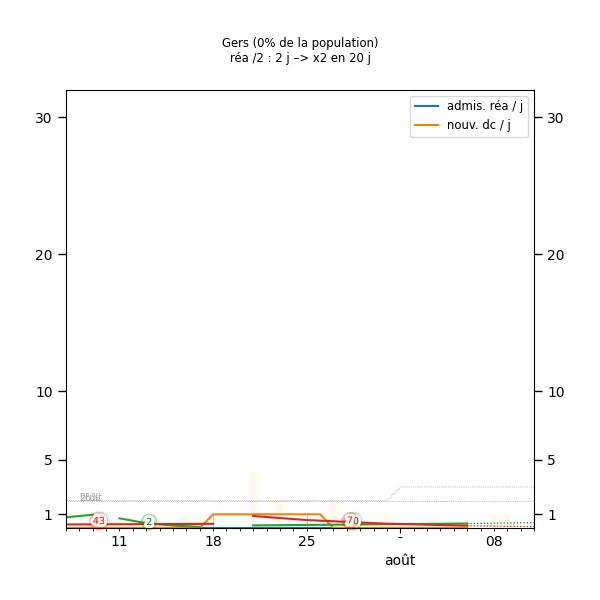 Gers (0% de la population)
réa /2 : 2 j –> x2 en 20 j
admis. réa / j
nouv. dc / j
30 30
20 20
10 10
5 5
1 1
43
2
11 18 25 - 08
août